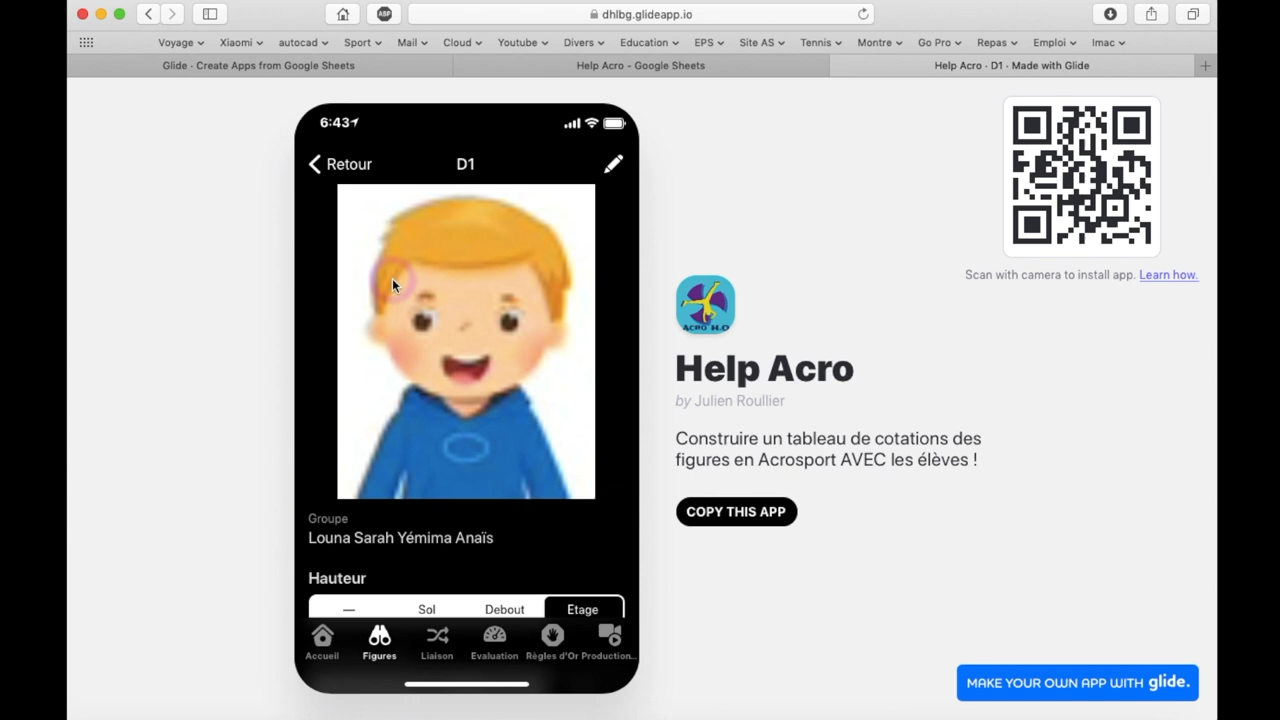 ABP
dhlbg.glideapp.io
Voyage Xiaomi autocad Sport Mail Cloud Youtube Divers Education EPS Site AS Tennis Montre Go Pro Repas Emploi Imac
Glide · Create Apps from Google Sheets
Help Acro - Google Sheets
Help Acro · D1 · Made with Glide
6:43
Retour
D1
Groupe
Louna Sarah Yémima Anaïs
Hauteur
— Sol Debout Etage
Accueil Figures Liaison Evaluation Règles d'Or Production...
Scan with camera to install app. Learn how.
ACRO H.O
Help Acro
by Julien Roullier
Construire un tableau de cotations des
figures en Acrosport AVEC les élèves !
COPY THIS APP
MAKE YOUR OWN APP WITH glide.